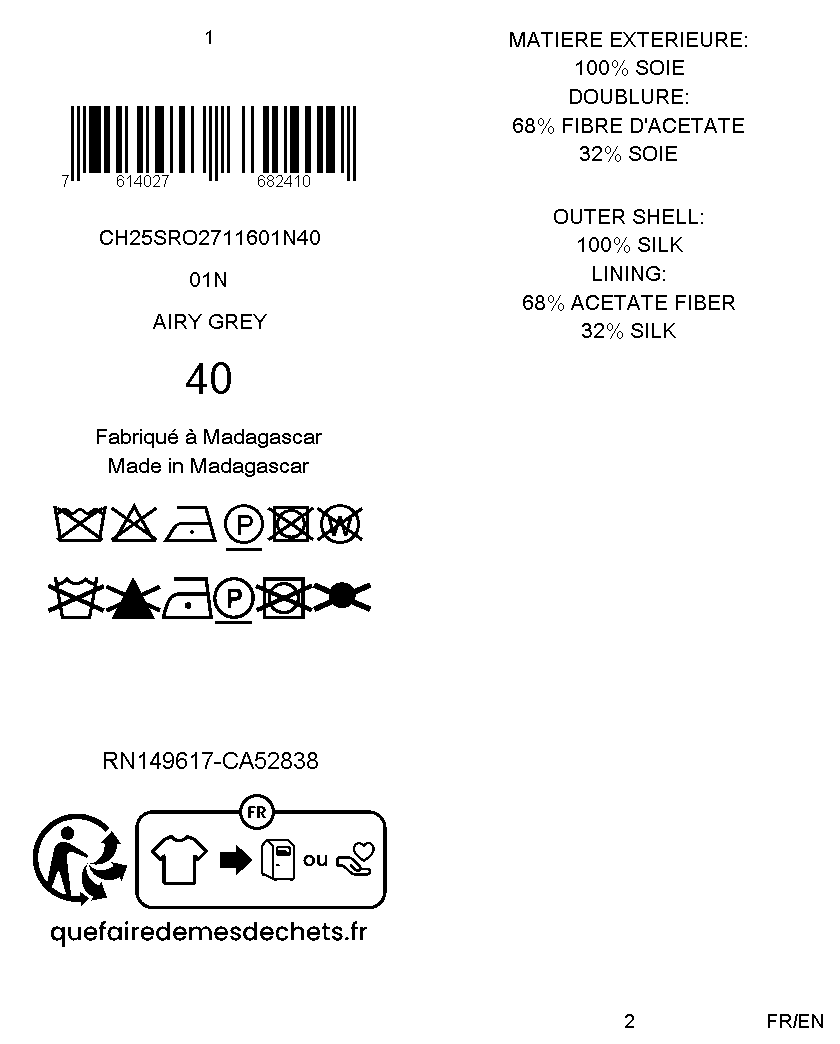 1
7 614027 682410
CH25SRO2711601N40
01N
AIRY GREY
40
Fabriqué à Madagascar
Made in Madagascar
P W
P
RN149617-CA52838
FR
ou
quefairedemesdechets.fr
MATIERE EXTERIEURE:
100% SOIE
DOUBLURE:
68% FIBRE D'ACETATE
32% SOIE
OUTER SHELL:
100% SILK
LINING:
68% ACETATE FIBER
32% SILK
2
FR/EN